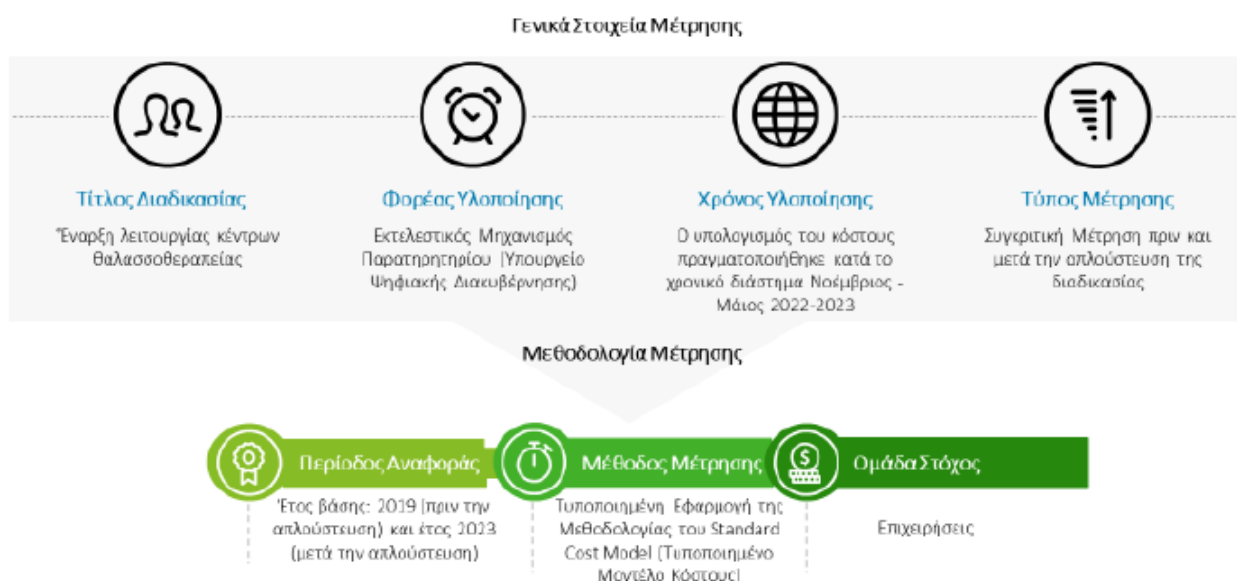 Γενικά Στοιχεία Μέτρησης
Τίτλος Διαδικασίας
Έναρξη λειτουργίας κέντρων
θαλασσοθεραπείας
Φορέας Υλοποίησης
Εκτελεστικός Μηχανισμός
Παρατηρητηρίου (Υπουργείο
Ψηφιακής Διακυβέρνησης)
Χρόνος Υλοποίησης
Ο υπολογισμός του κόστους
πραγματοποιήθηκε κατά το
χρονικό διάστημα Νοέμβριος -
Μάιος 2022-2023
Τύπος Μέτρησης
Συγκριτική Μέτρηση πριν και
μετά την απλούστευση της
διαδικασίας
Μεθοδολογία Μέτρησης
Περίοδος Αναφοράς
Έτος βάσης: 2019 (πριν την
απλούστευση) και έτος 2023
(μετά την απλούστευση)
Μέθοδος Μέτρησης
Τυποποιημένη Εφαρμογή της
Μεθοδολογίας του Standard
Cost Model (Τυποποιημένο
Μοντέλο Κόστους)
Ομάδα Στόχος
Επιχειρήσεις